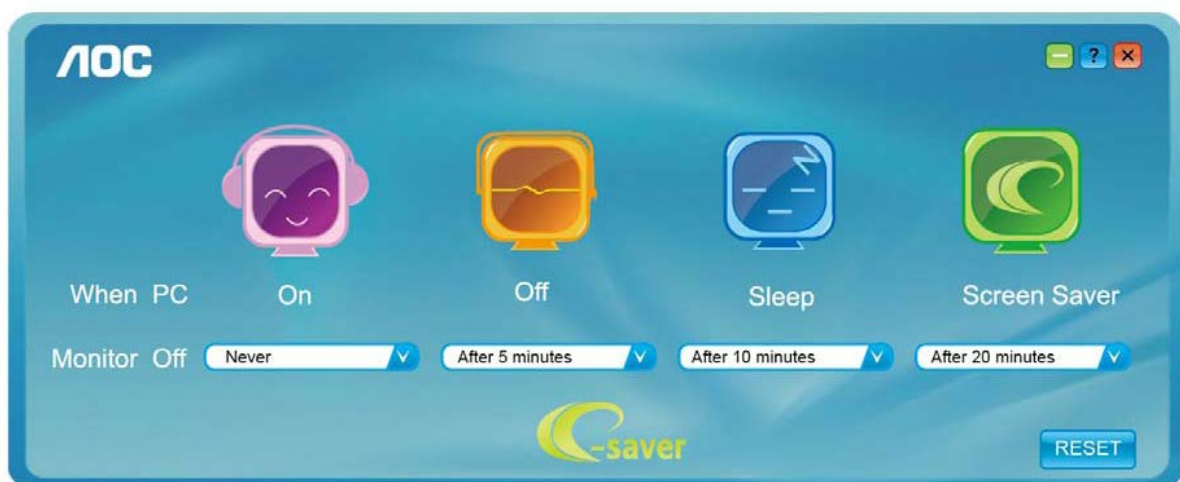 AOC
?
When PC On Off Sleep Screen Saver
Monitor Off Never After 5 minutes After 10 minutes After 20 minutes
e-saver
RESET